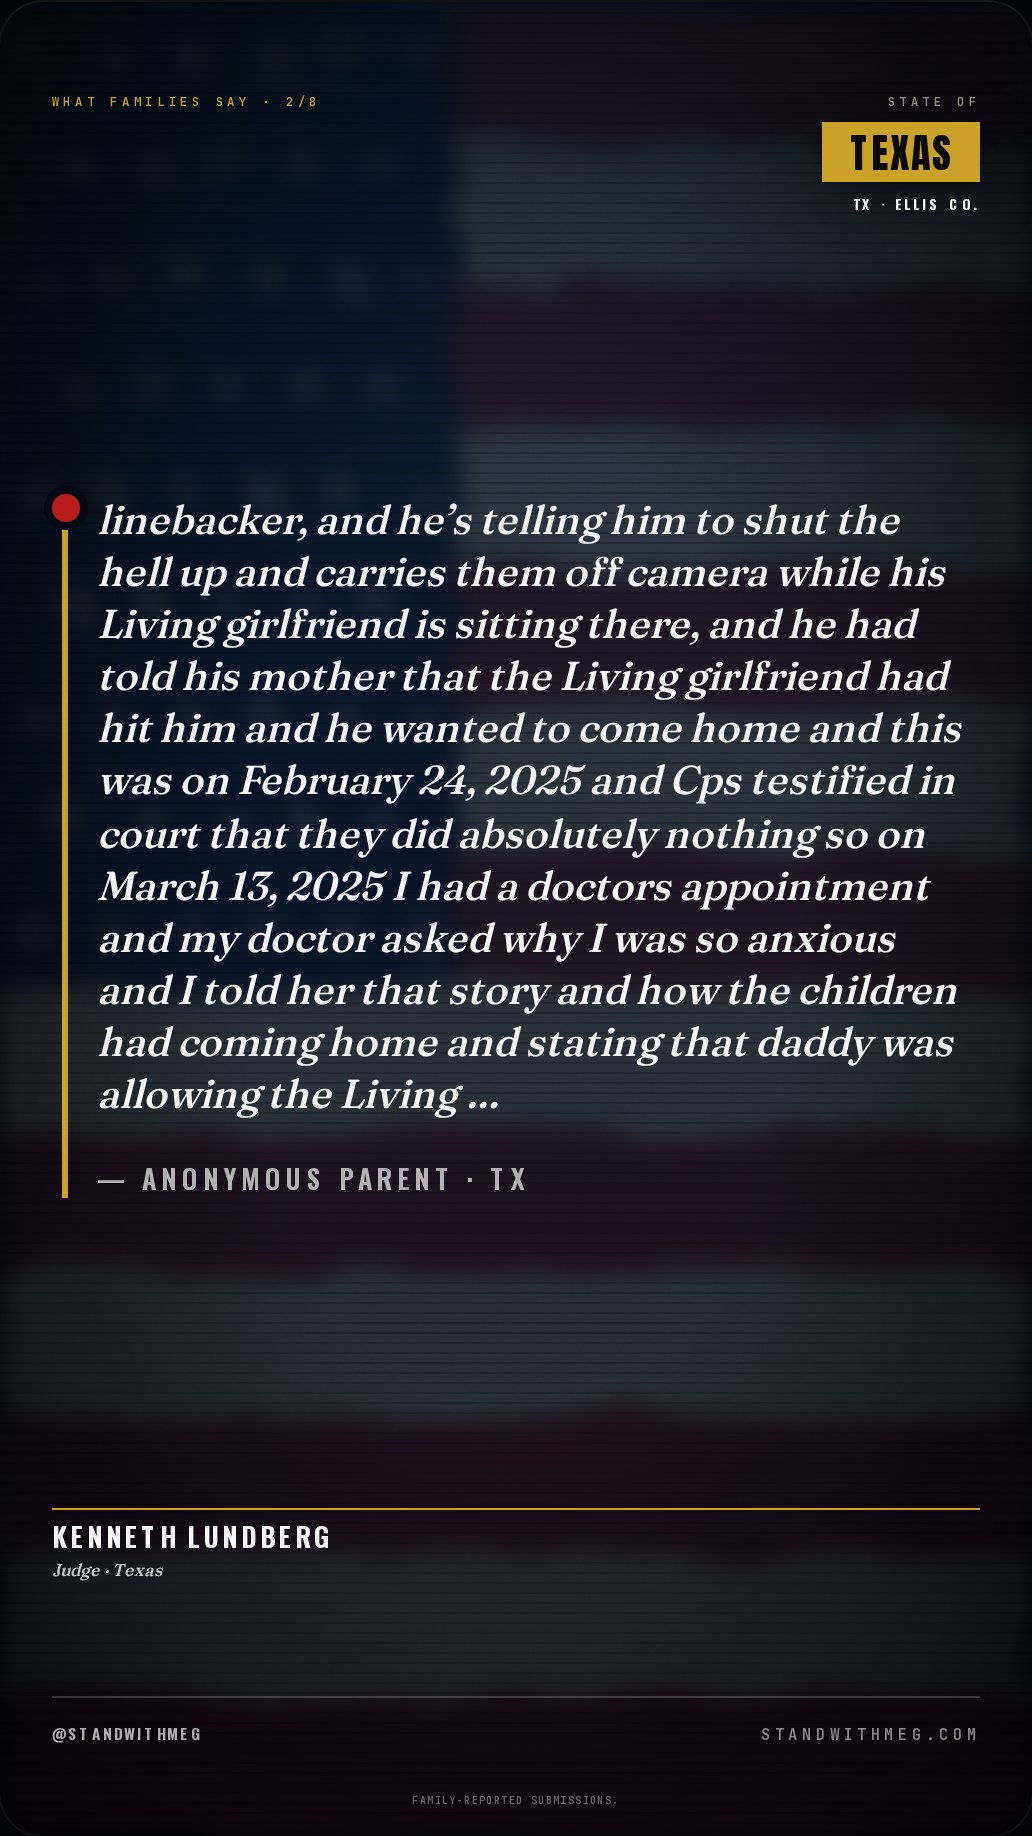 WHAT FAMILIES SAY · 2/8
STATE OF
TEXAS
TX · ELLIS CO.
linebacker, and he’s telling him to shut the
hell up and carries them off camera while his
Living girlfriend is sitting there, and he had
told his mother that the Living girlfriend had
hit him and he wanted to come home and this
was on February 24, 2025 and Cps testified in
court that they did absolutely nothing so on
March 13, 2025 I had a doctors appointment
and my doctor asked why I was so anxious
and I told her that story and how the children
had coming home and stating that daddy was
allowing the Living ...
— ANONYMOUS PARENT · TX
KENNETH LUNDBERG
Judge · Texas
@STANDWITHMEG
STANDWITHMEG.COM
FAMILY-REPORTED SUBMISSIONS.